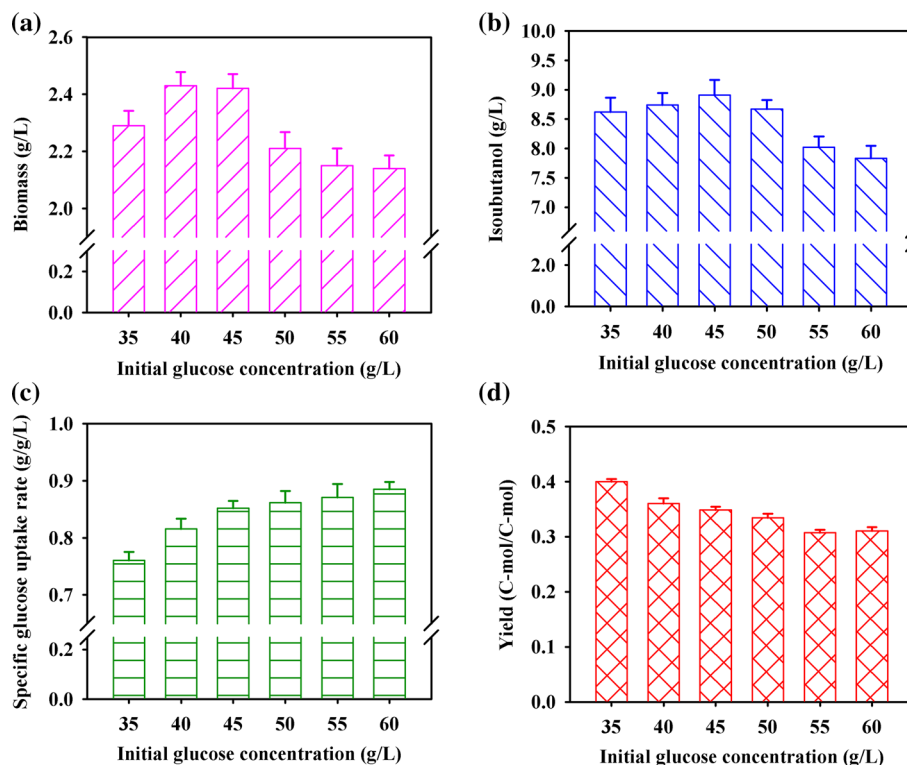 (a)
2.6
2.4
2.2
2.0
0.2
0.0
Biomass (g/L)
35 40 45 50 55 60
Initial glucose concentration (g/L)
(b)
10.0
9.0
8.5
8.0
7.5
7.0
2.0
0.0
Isoubutanol (g/L)
35 40 45 50 55 60
Initial glucose concentration (g/L)
(c)
1.0
0.9
0.8
0.7
0.2
0.0
Specific glucose uptake rate (g/g/L)
35 40 45 50 55 60
Initial glucose concentration (g/L)
(d)
0.5
0.4
0.3
0.2
0.1
0.0
Yield (C-mol/C-mol)
35 40 45 50 55 60
Initial glucose concentration (g/L)